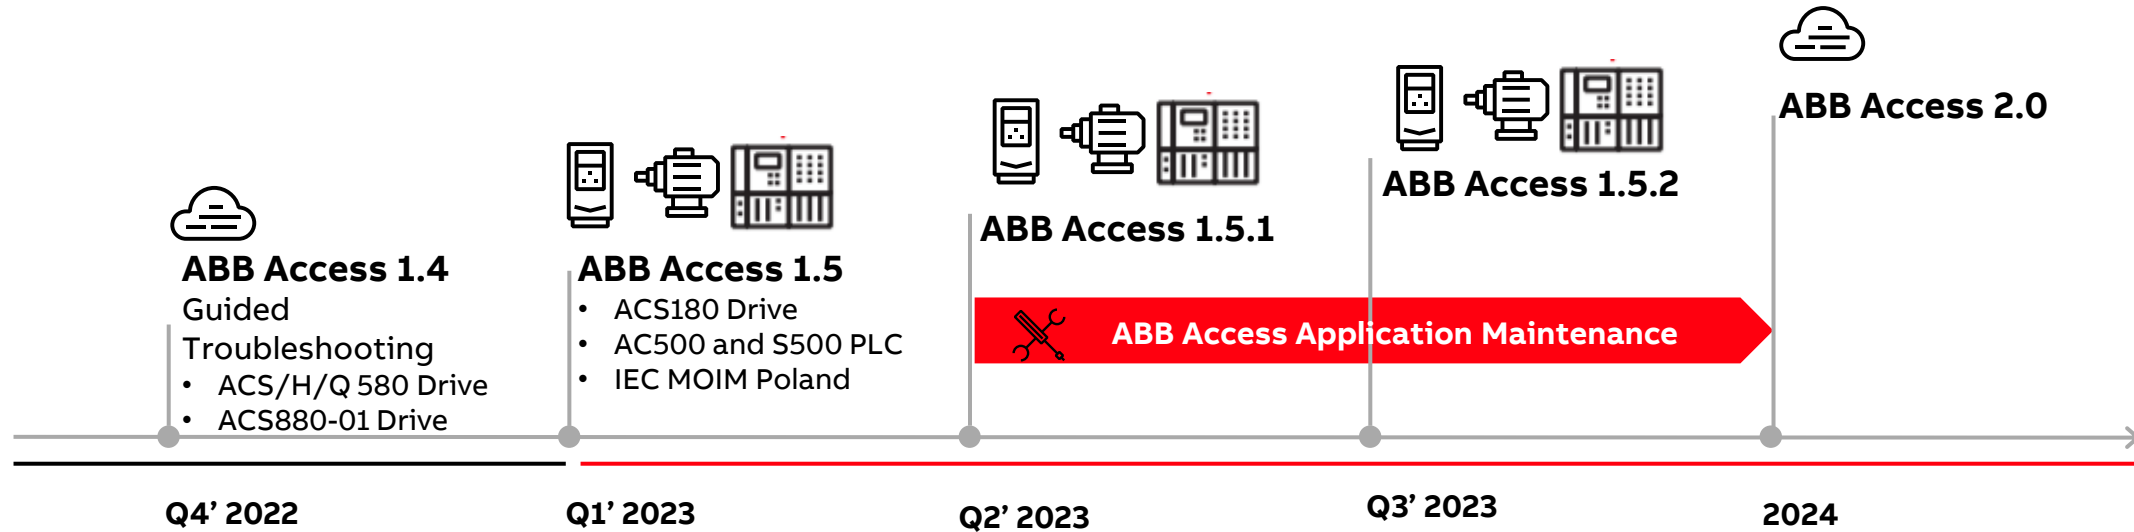 ABB Access 1.4
Guided
Troubleshooting
• ACS/H/Q 580 Drive
• ACS880-01 Drive
ABB Access 1.5
• ACS180 Drive
• AC500 and S500 PLC
• IEC MOIM Poland
ABB Access 1.5.1
ABB Access 1.5.2
ABB Access 2.0
ABB Access Application Maintenance
Q4’ 2022
Q1’ 2023
Q2’ 2023
Q3’ 2023
2024